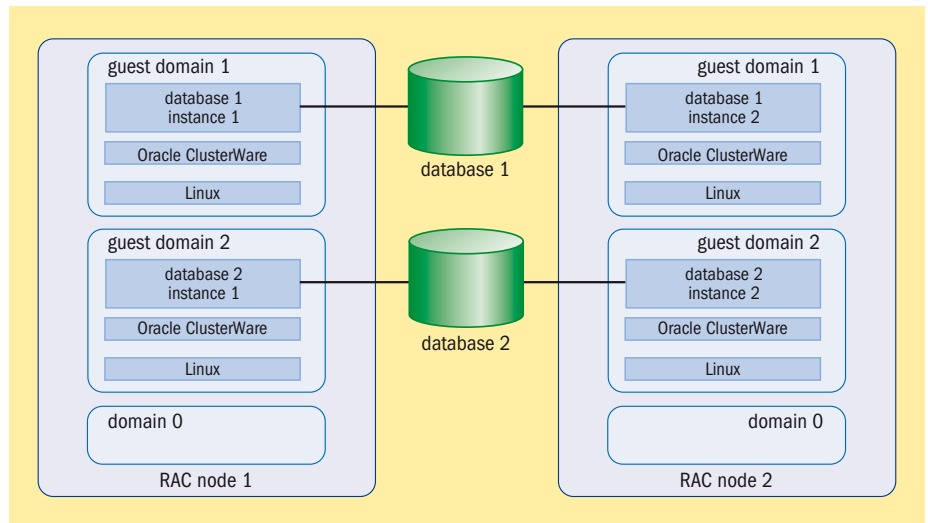 guest domain 1
database 1
instance 1
Oracle ClusterWare
Linux
guest domain 2
database 2
instance 1
Oracle ClusterWare
Linux
domain 0
RAC node 1
database 1
database 2
guest domain 1
database 1
instance 2
Oracle ClusterWare
Linux
guest domain 2
database 2
instance 2
Oracle ClusterWare
Linux
domain 0
RAC node 2